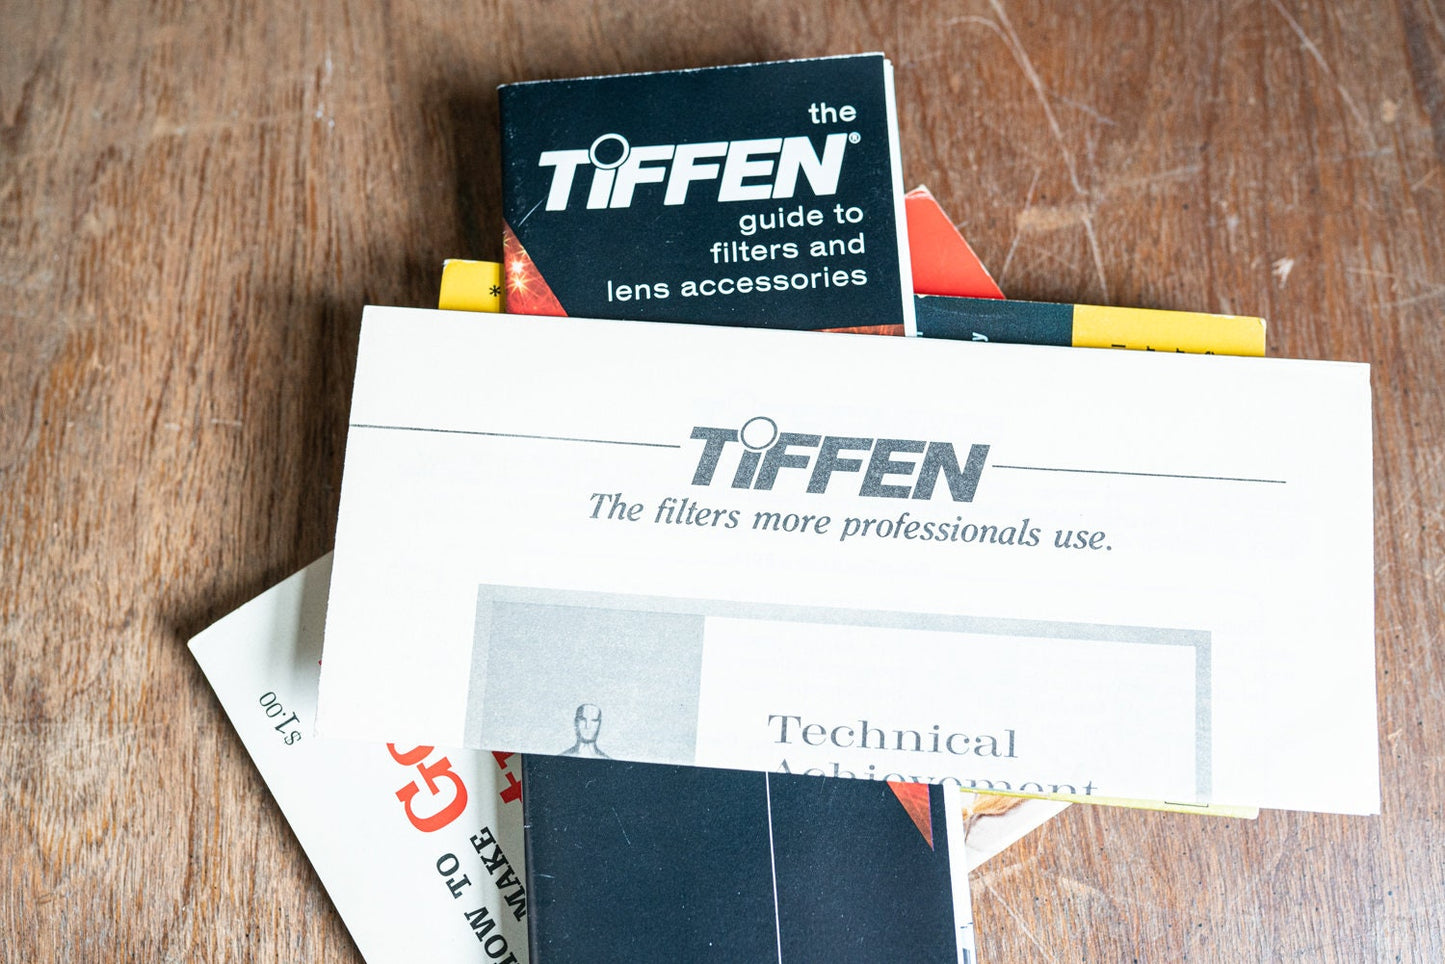 the
TiFFEN®
guide to
filters and
lens accessories
*
y
TiFFEN
The filters more professionals use.
Technical
Achievement
$1.00
HOW TO
MAKE